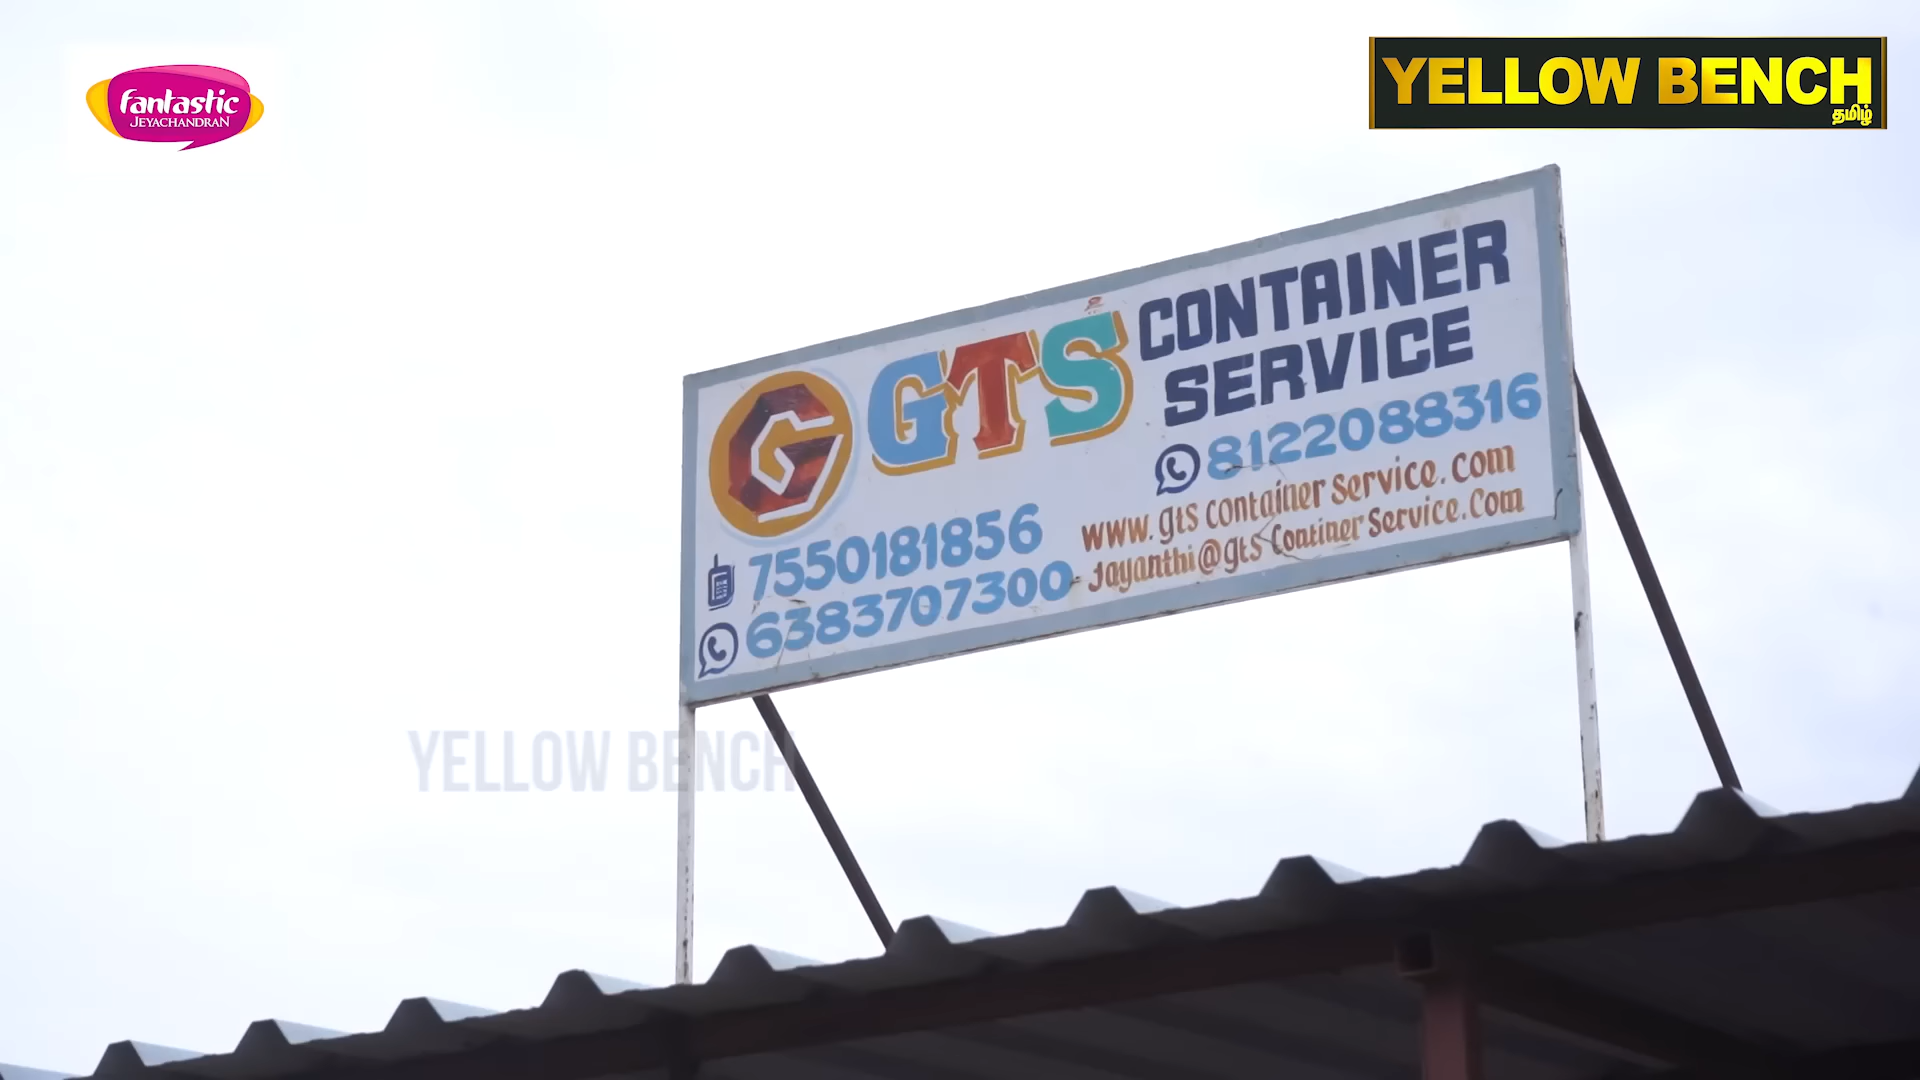 fantastic
JEYACHANDRAN
YELLOW BENCH
தமிழ்
G GTS CONTAINER
SERVICE
8122088316
7550181856
www.gts container service.com
6383707300
Jayanthi@gts Continer Service.Com
YELLOW BENCH